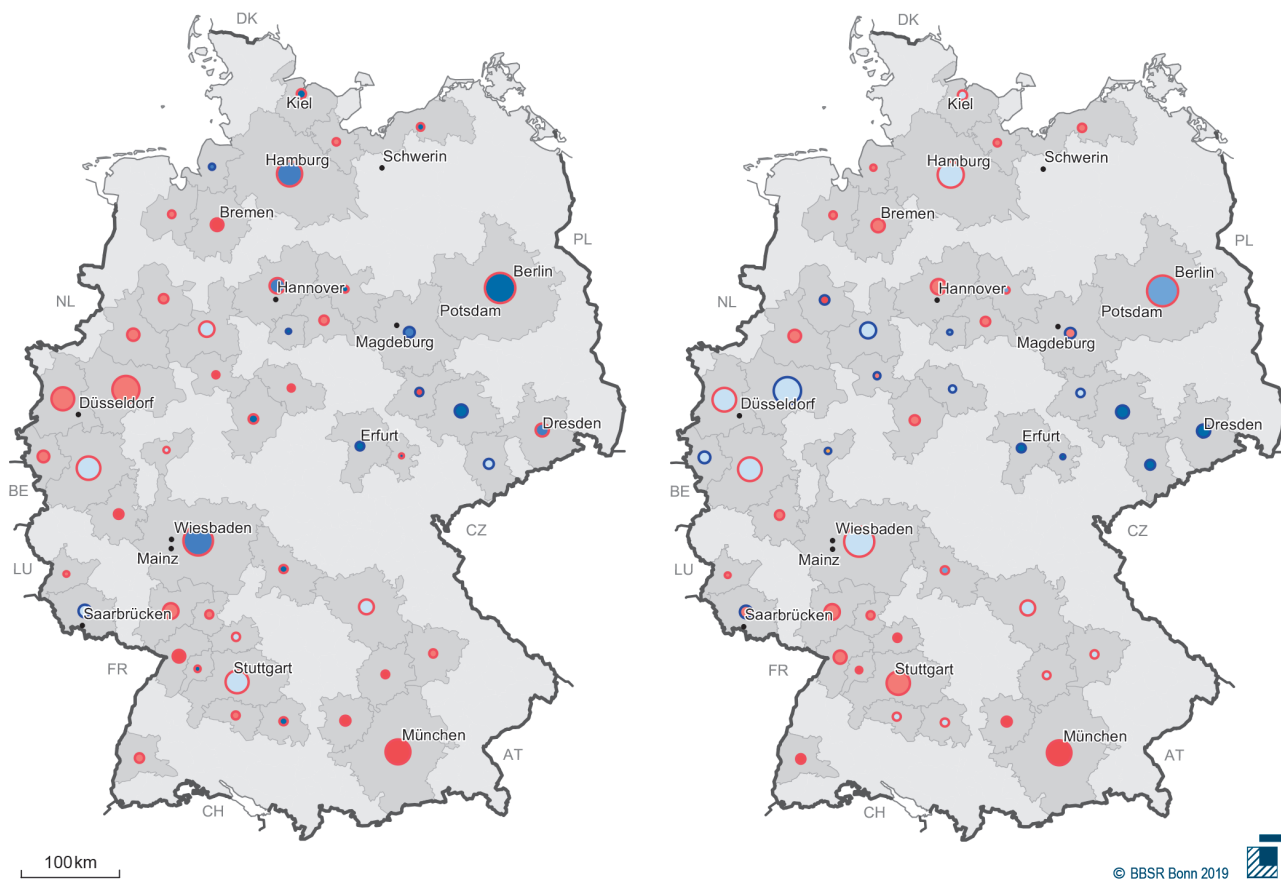 DK
Kiel
Schwerin
Hamburg
Bremen
PL
Berlin
NL
Hannover
Potsdam
Magdeburg
Düsseldorf
Erfurt
Dresden
BE
Wiesbaden
CZ
Mainz
LU
Saarbrücken
FR
Stuttgart
München
AT
CH
100 km
DK
Kiel
Schwerin
Hamburg
Bremen
PL
Berlin
NL
Hannover
Potsdam
Magdeburg
Düsseldorf
Erfurt
Dresden
BE
Wiesbaden
CZ
Mainz
LU
Saarbrücken
FR
Stuttgart
München
AT
CH
© BBSR Bonn 2019